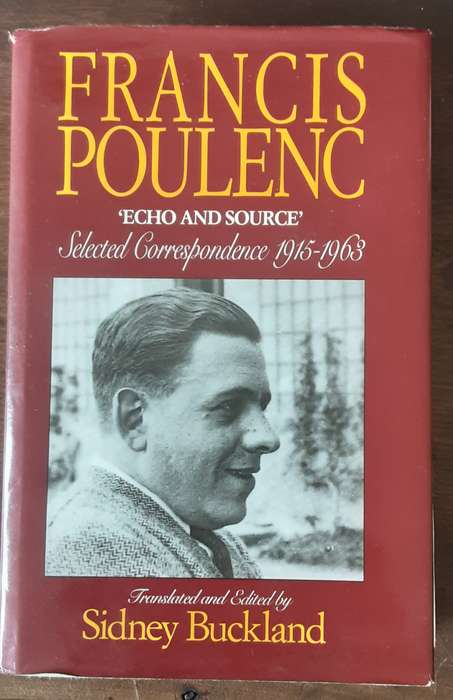 FRANCIS
POULENC
‘ECHO AND SOURCE’
Selected Correspondence 1915-1963
Translated and Edited by
Sidney Buckland